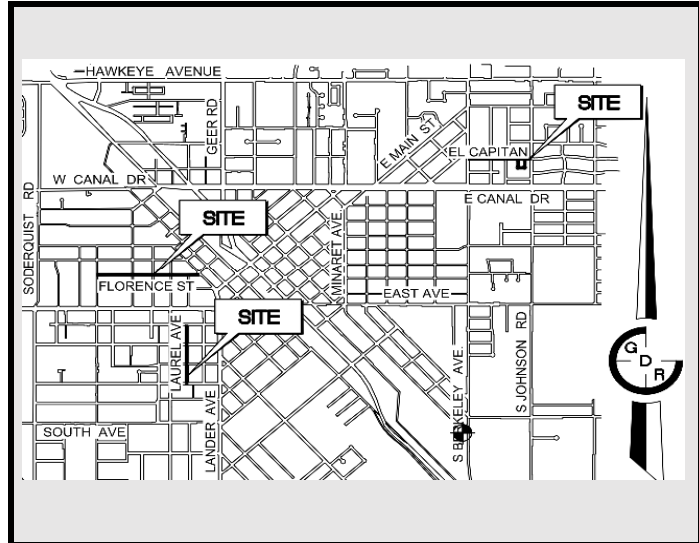 HAWKEYE AVENUE
GEER RD
SITE
E MAIN ST
EL CAPITAN
W CANAL DR
E CANAL DR
SODERQUIST RD
SITE
MINARET AVE.
FLORENCE ST
EAST AVE
SITE
LAUREL AVE
S JOHNSON RD
G
D
R
LANDER AVE
S BERKELEY AVE.
SOUTH AVE